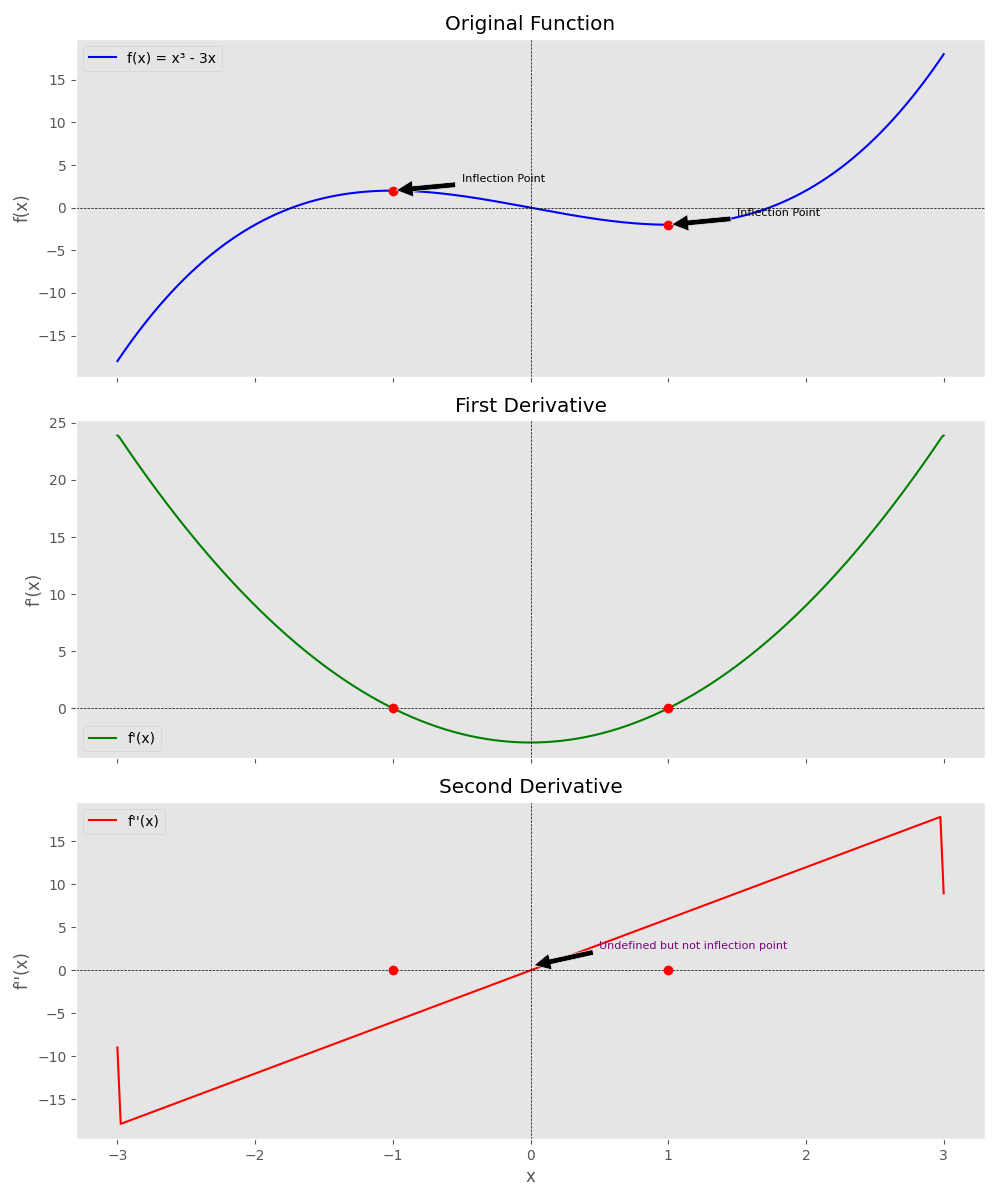 Original Function
f(x) = x³ - 3x
15
10
5
0
−5
−10
−15
f(x)
Inflection Point
Inflection Point
First Derivative
25
20
15
10
5
0
f'(x)
f'(x)
Second Derivative
f''(x)
15
10
5
0
−5
−10
−15
f''(x)
Undefined but not inflection point
−3
−2
−1
0
1
2
3
x